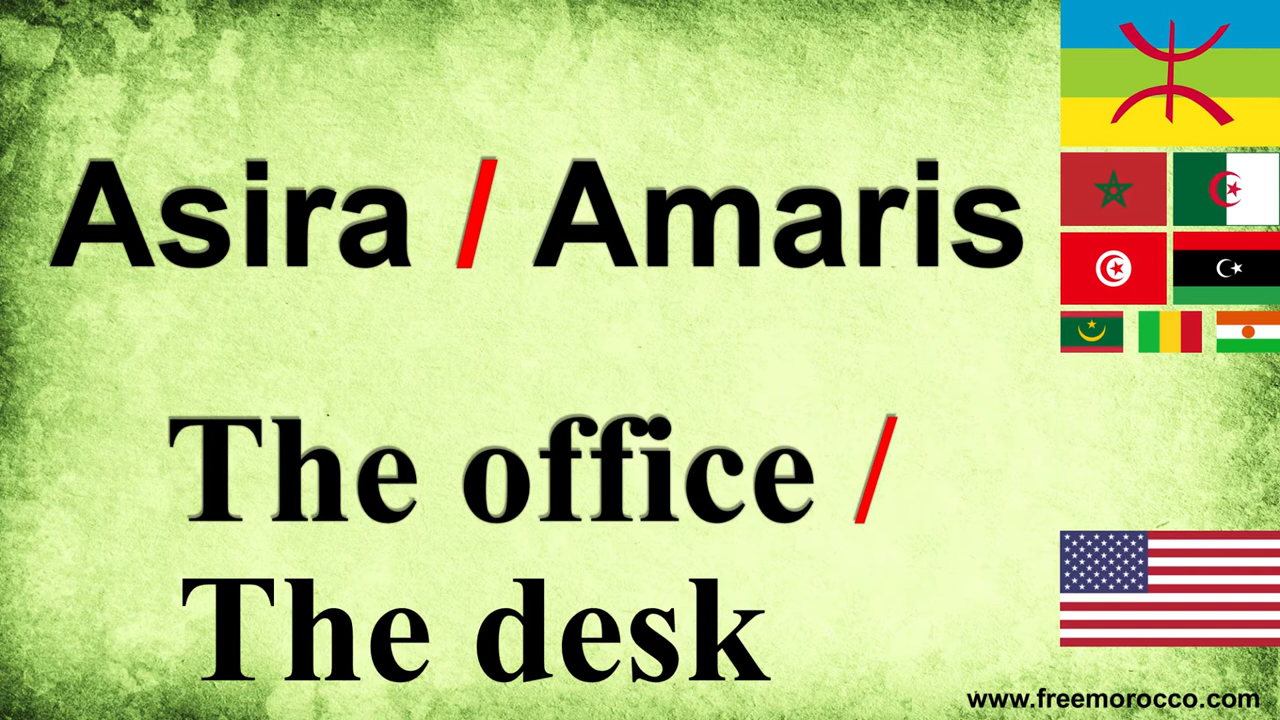 Asira / Amaris
The office /
The desk
www.freemorocco.com